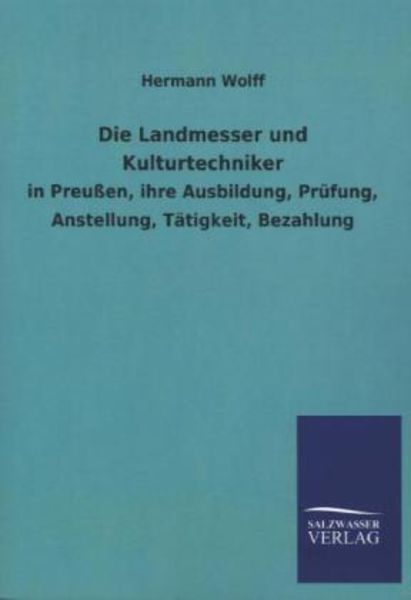 Hermann Wolff
Die Landmesser und
Kulturtechniker
in Preußen, ihre Ausbildung, Prüfung,
Anstellung, Tätigkeit, Bezahlung
SALZWASSER
VERLAG